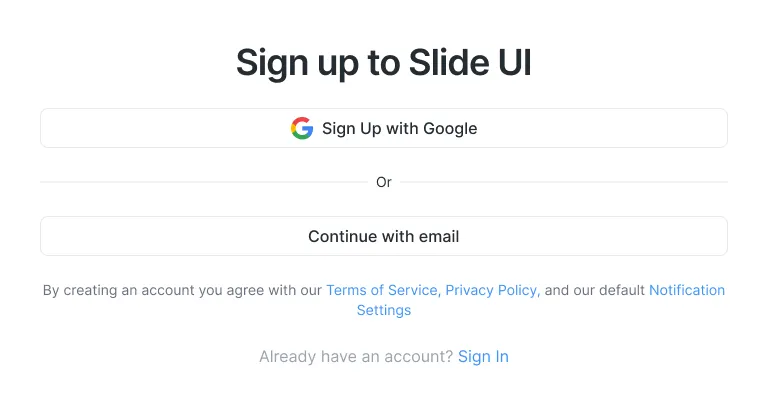 Sign up to Slide UI
Sign Up with Google
Or
Continue with email
By creating an account you agree with our Terms of Service, Privacy Policy, and our default Notification
Settings
Already have an account? Sign In